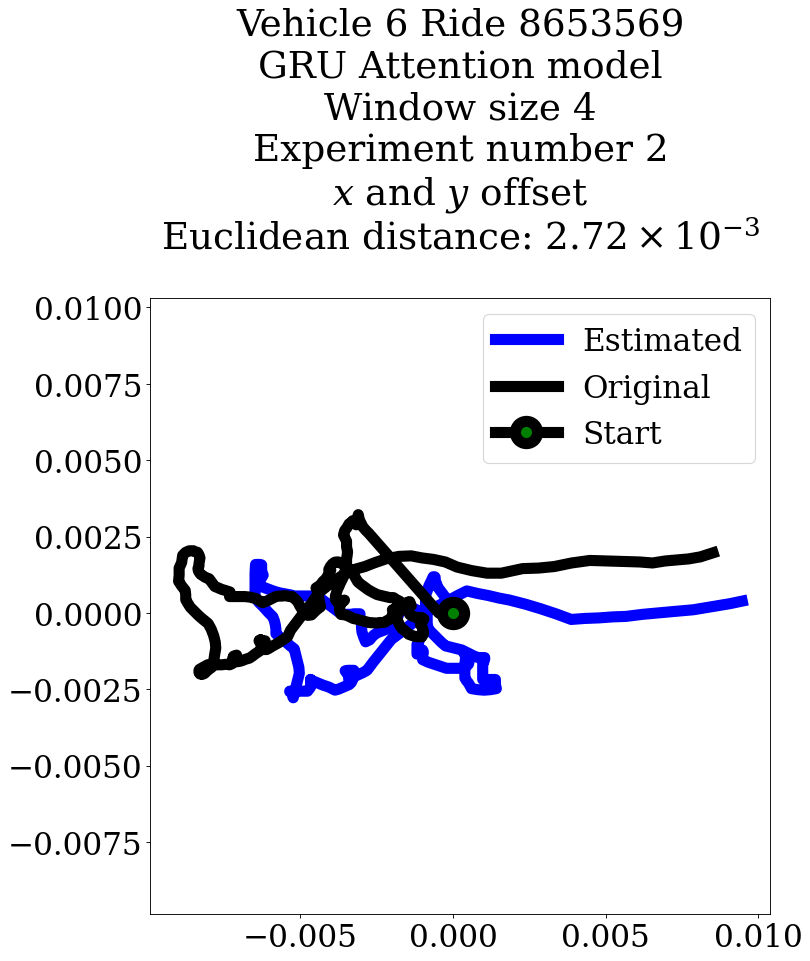 Vehicle 6 Ride 8653569
GRU Attention model
Window size 4
Experiment number 2
x and y offset
Euclidean distance: 2.72 × 10⁻³
0.0100
Estimated
0.0075
Original
0.0050
Start
0.0025
0.0000
−0.0025
−0.0050
−0.0075
−0.005 0.000 0.005 0.010